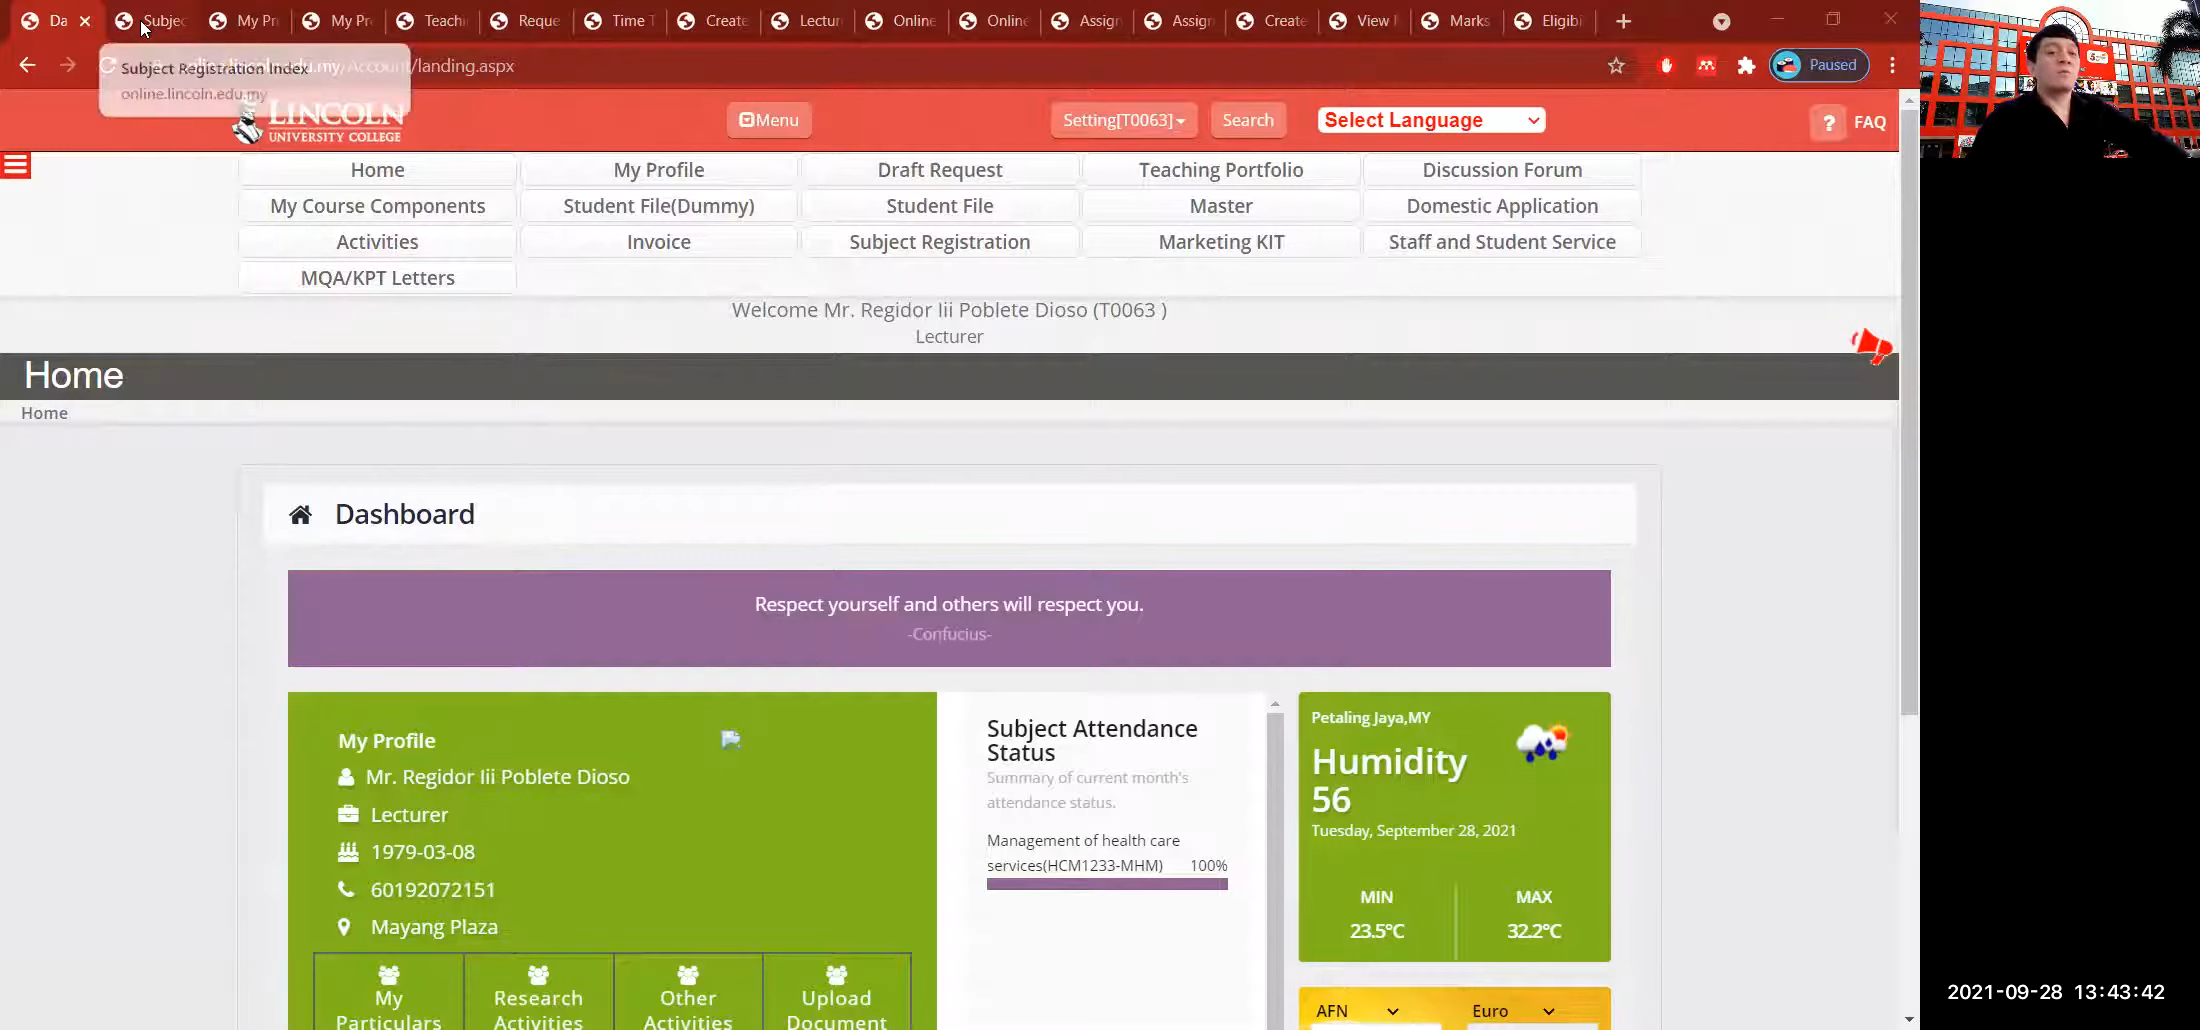 Da
Subjec
My Pr
My Pr
Teachi
Reque
Time T
Create
Lectur
Online
Online
Assign
Assign
Create
View
Marks
Eligibi
Subject Registration Index
online.lincoln.edu.my
/Account/landing.aspx
Paused
LINCOLN
UNIVERSITY COLLEGE
Menu
Setting[T0063]
Search
Select Language
?
FAQ
Home
My Profile
Draft Request
Teaching Portfolio
Discussion Forum
My Course Components
Student File(Dummy)
Student File
Master
Domestic Application
Activities
Invoice
Subject Registration
Marketing KIT
Staff and Student Service
MQA/KPT Letters
Welcome Mr. Regidor Iii Poblete Dioso (T0063 )
Lecturer
Home
Home
Dashboard
Respect yourself and others will respect you.
-Confucius-
My Profile
Mr. Regidor Iii Poblete Dioso
Lecturer
1979-03-08
60192072151
Mayang Plaza
My
Particulars
Research
Activities
Other
Activities
Upload
Document
Subject Attendance
Status
Summary of current month's
attendance status.
Management of health care
services(HCM1233-MHM) 100%
Petaling Jaya,MY
Humidity
56
Tuesday, September 28, 2021
MIN
MAX
23.5°C
32.2°C
AFN
Euro
2021-09-28 13:43:42